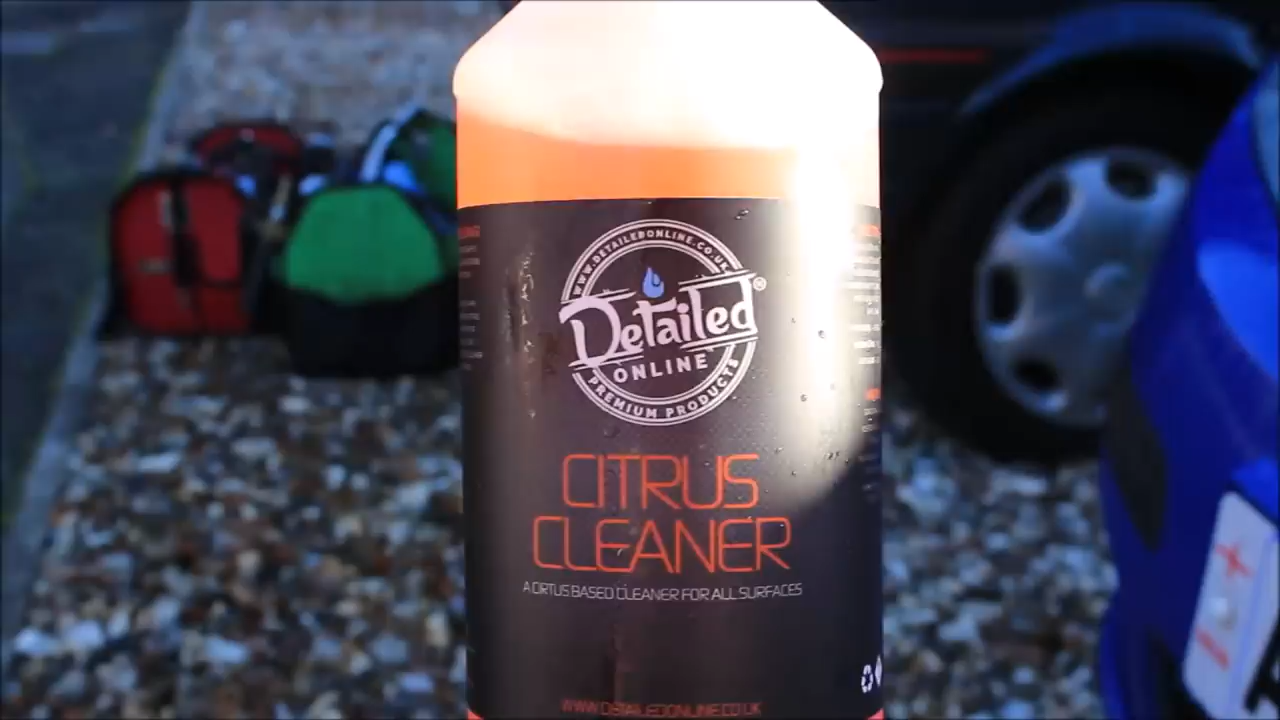 WWW.DETAILEDONLINE.CO.UK
Detailed®
ONLINE
PREMIUM PRODUCTS
CITRUS
CLEANER
A CIRTUS BASED CLEANER FOR ALL SURFACES
WWW.DETAILEDONLINE.CO.UK